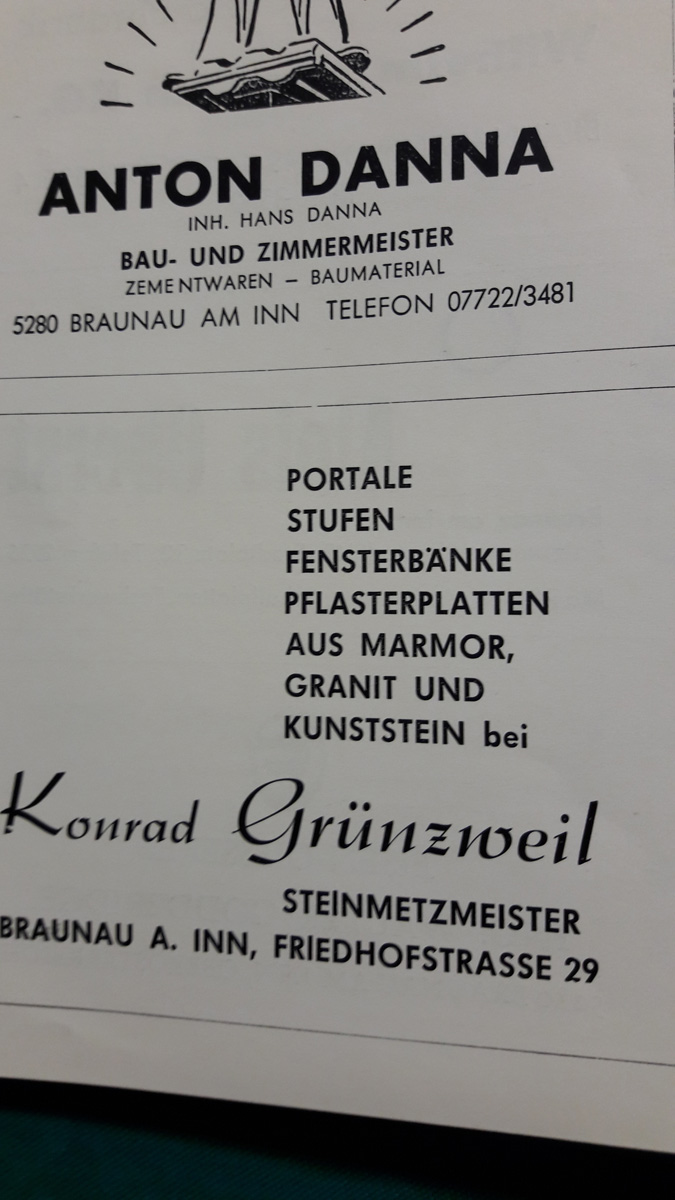 ANTON DANNA
INH. HANS DANNA
BAU- UND ZIMMERMEISTER
ZEMENTWAREN – BAUMATERIAL
5280 BRAUNAU AM INN TELEFON 07722/3481
PORTALE
STUFEN
FENSTERBÄNKE
PFLASTERPLATTEN
AUS MARMOR,
GRANIT UND
KUNSTSTEIN bei
Konrad Grünzweil
STEINMETZMEISTER
BRAUNAU A. INN, FRIEDHOFSTRASSE 29